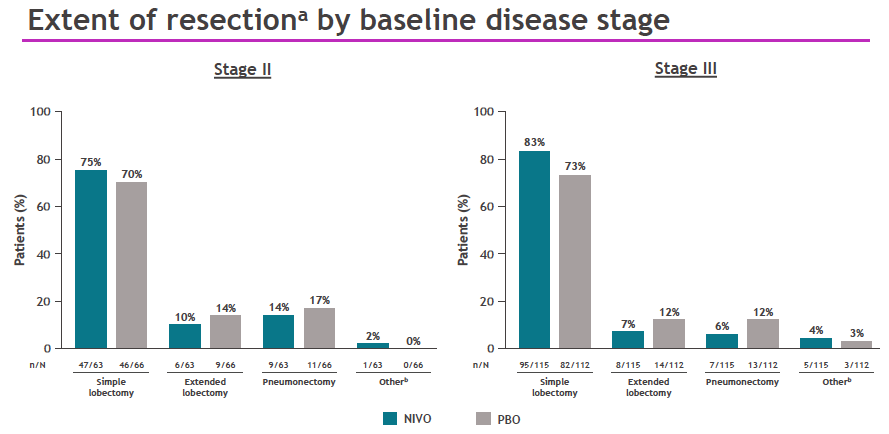 Extent of resectionᵃ by baseline disease stage
Stage II
Patients (%)
100
80
60
40
20
0
75%
70%
10%
14%
14%
17%
2%
0%
n/N
47/63 46/66 6/63 9/66 9/63 11/66 1/63 0/66
Simple lobectomy
Extended lobectomy
Pneumonectomy
Otherᵇ
Stage III
Patients (%)
100
80
60
40
20
0
83%
73%
7%
12%
6%
12%
4%
3%
n/N
95/115 82/112 8/115 14/112 7/115 13/112 5/115 3/112
Simple lobectomy
Extended lobectomy
Pneumonectomy
Otherᵇ
NIVO
PBO